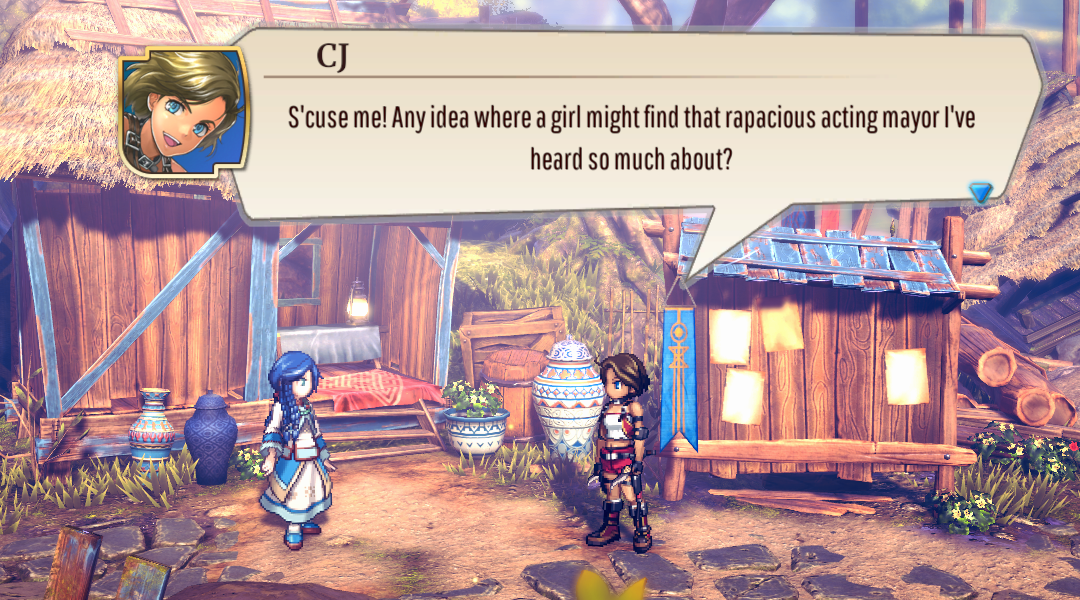 CJ
S'cuse me! Any idea where a girl might find that rapacious acting mayor I've
heard so much about?